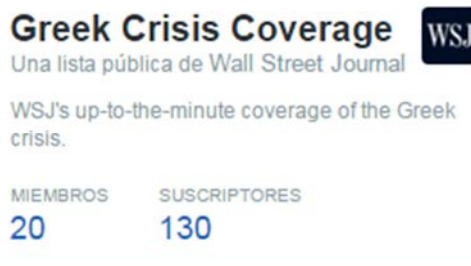 Greek Crisis Coverage
WSJ
Una lista pública de Wall Street Journal
WSJ's up-to-the-minute coverage of the Greek
crisis.
MIEMBROS SUSCRIPTORES
20 130